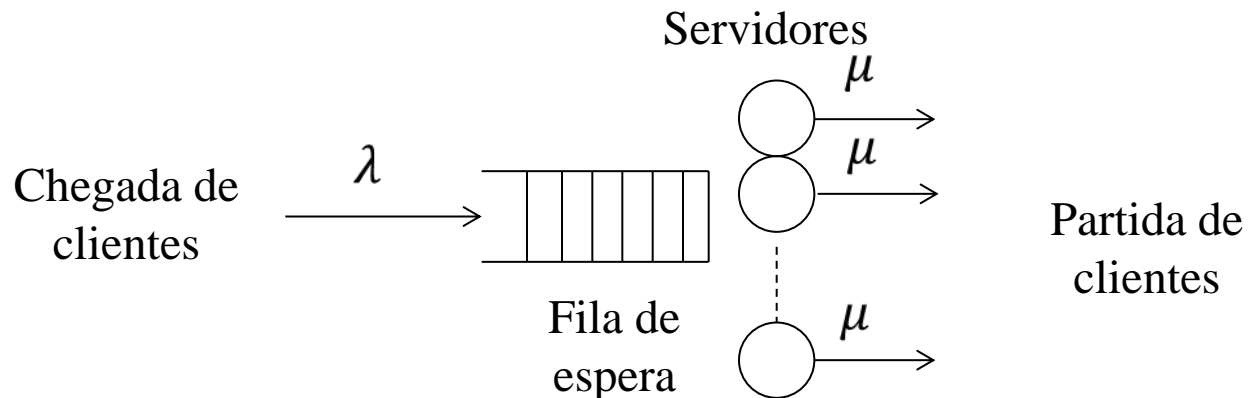 Servidores
μ
λ
μ
Chegada de
clientes
Partida de
clientes
Fila de
espera
μ